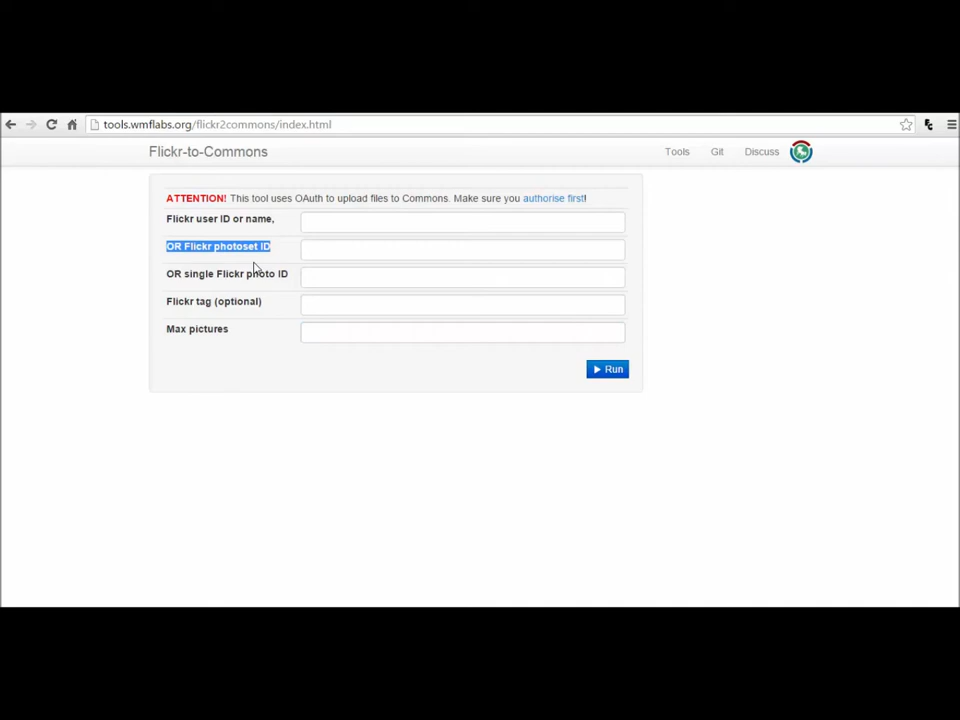 tools.wmflabs.org/flickr2commons/index.html
Flickr-to-Commons
Tools
Git
Discuss
ATTENTION! This tool uses OAuth to upload files to Commons. Make sure you authorise first!
Flickr user ID or name,
OR Flickr photoset ID
OR single Flickr photo ID
Flickr tag (optional)
Max pictures
Run